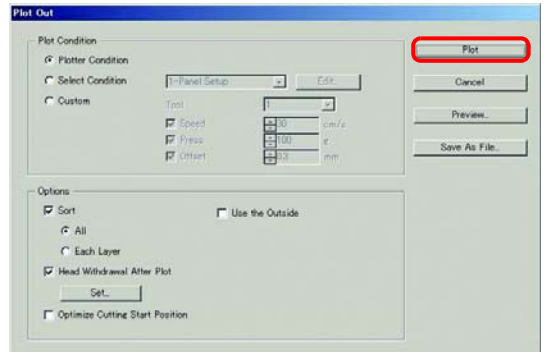 Plot Out
Plot Condition
Plotter Condition
Select Condition
1-Panel Setup
Edit..
Custom
Tool
1
Speed
30
cm/s
Press
100
g
Offset
0.3
mm
Plot
Cancel
Preview..
Save As File..
Options
Sort
Use the Outside
All
Each Layer
Head Withdrawal After Plot
Set..
Optimize Cutting Start Position